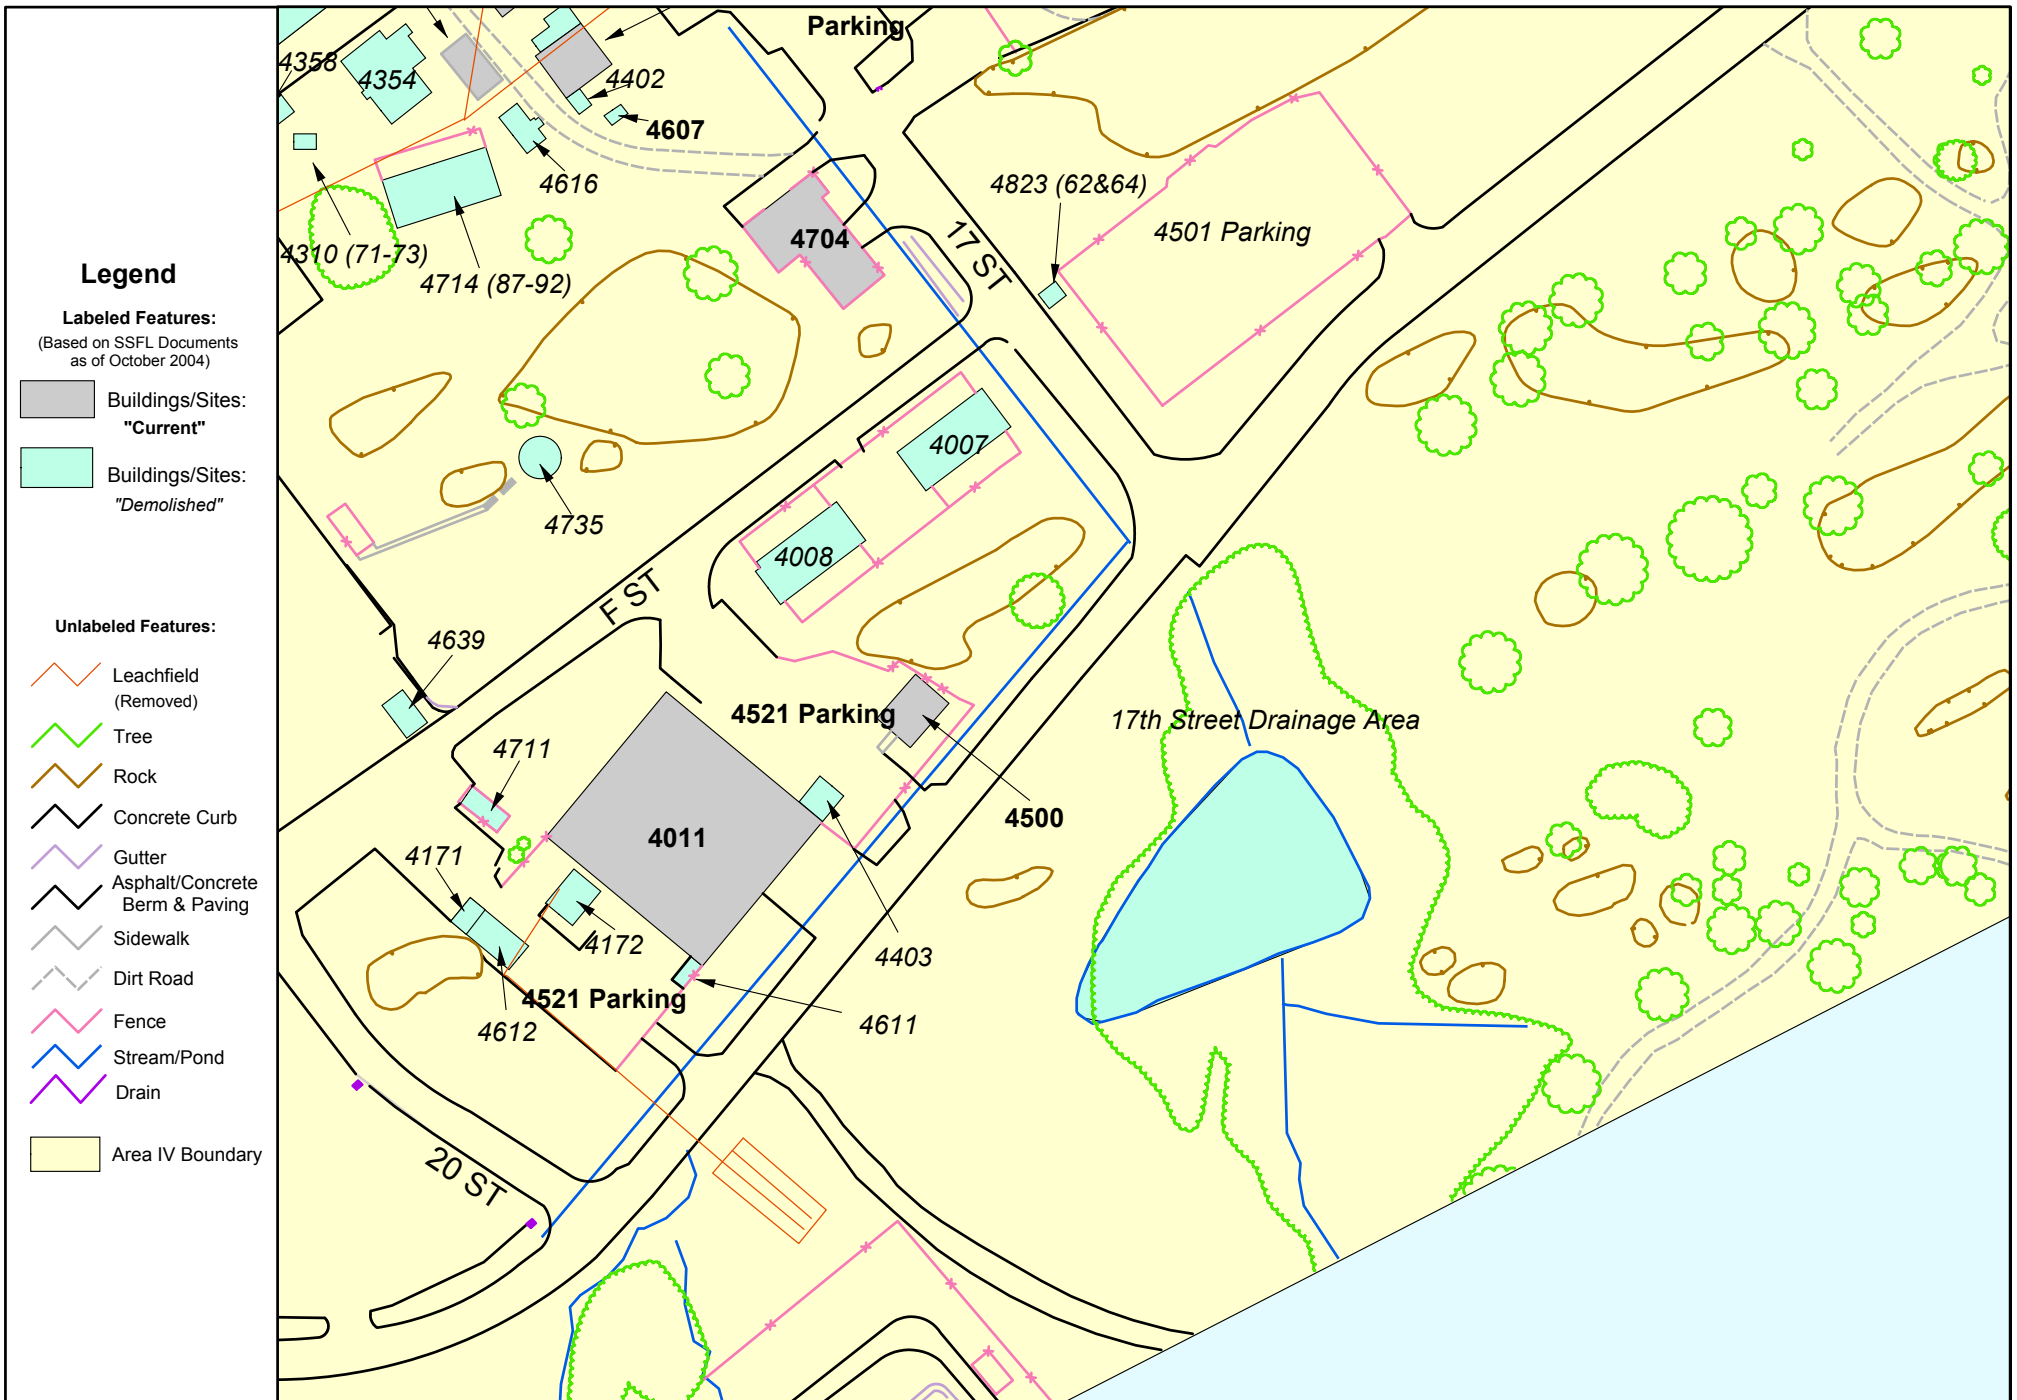 Legend
Labeled Features:
(Based on SSFL Documents
as of October 2004)
Buildings/Sites:
"Current"
Buildings/Sites:
"Demolished"
Unlabeled Features:
Leachfield
(Removed)
Tree
Rock
Concrete Curb
Gutter
Asphalt/Concrete
Berm & Paving
Sidewalk
Dirt Road
Fence
Stream/Pond
Drain
Area IV Boundary
Parking
4358
4354
4402
4607
4616
4310 (71-73)
4714 (87-92)
4704
17 ST
4823 (62&64)
4501 Parking
4007
4735
4008
F ST
4639
4521 Parking
17th Street Drainage Area
4711
4500
4011
4171
4172
4403
4521 Parking
4612
4611
20 ST